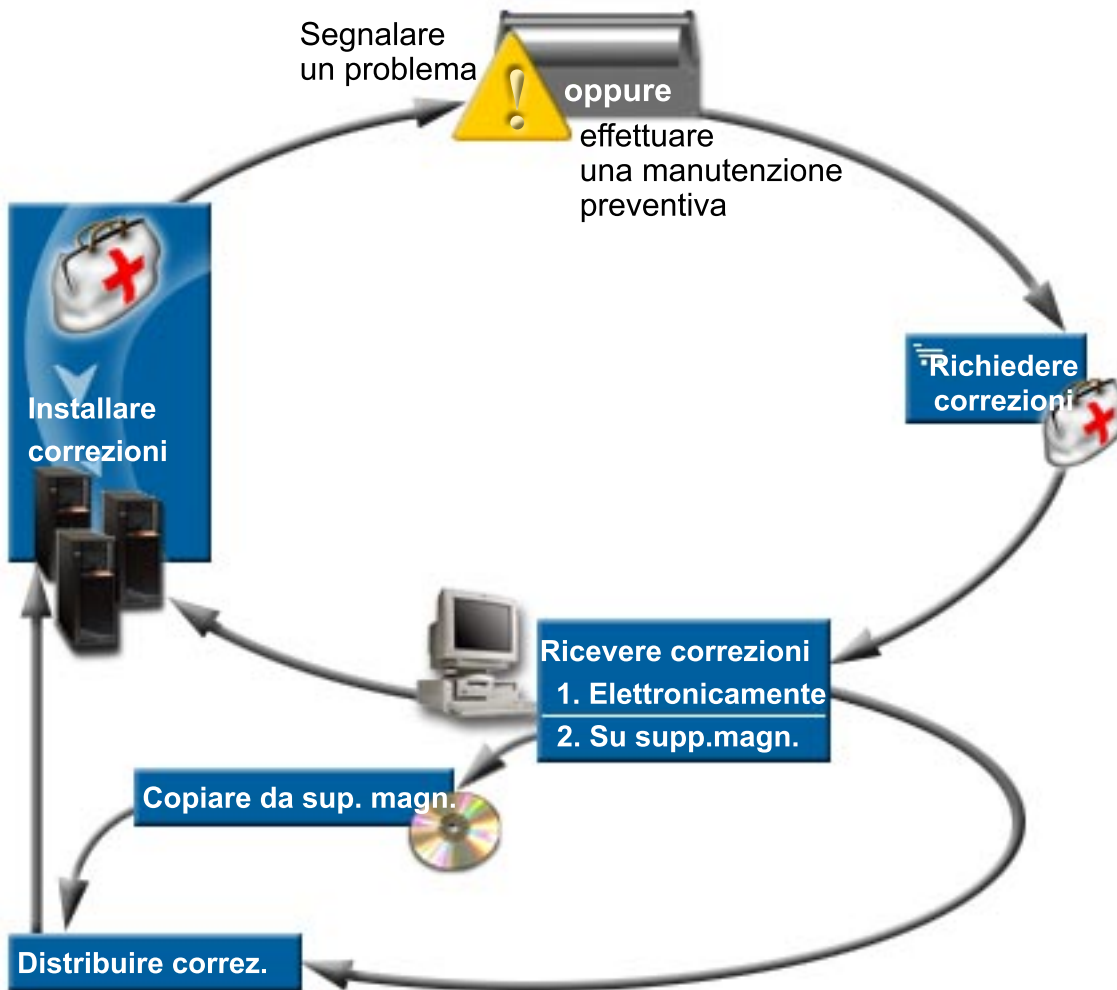 Segnalare
un problema
oppure
effettuare
una manutenzione
preventiva
Richiedere
correzioni
Installare
correzioni
Ricevere correzioni
1. Elettronicamente
2. Su supp.magn.
Copiare da sup. magn.
Distribuire correz.